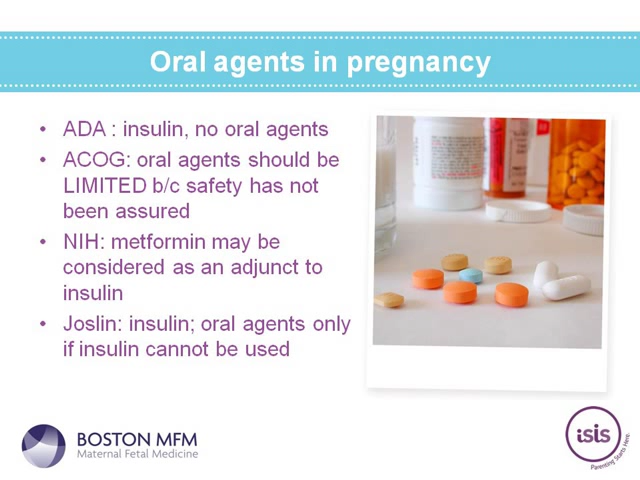 Oral agents in pregnancy
• ADA : insulin, no oral agents
• ACOG: oral agents should be
LIMITED b/c safety has not
been assured
• NIH: metformin may be
considered as an adjunct to
insulin
• Joslin: insulin; oral agents only
if insulin cannot be used
BOSTON MFM
Maternal Fetal Medicine
isis
Parenting Starts Here.